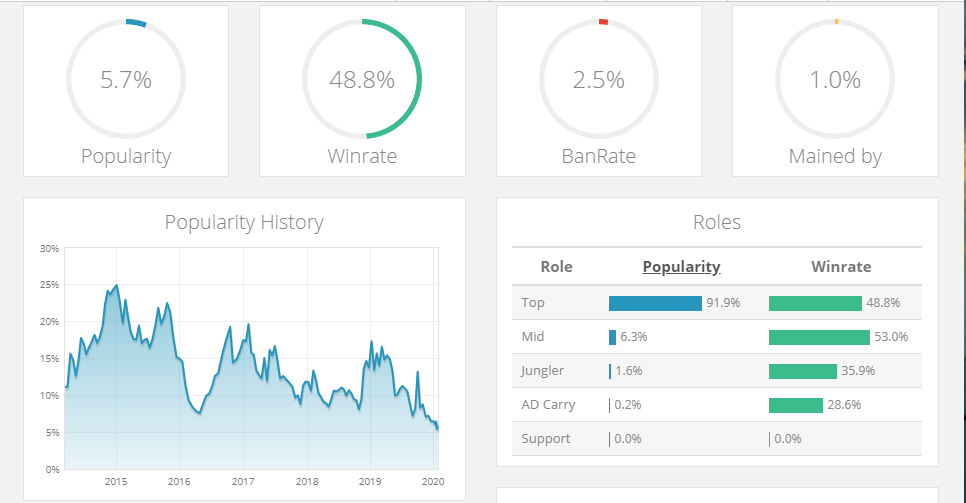 5.7%
Popularity
48.8%
Winrate
2.5%
BanRate
1.0%
Mained by
Popularity History
30%
25%
20%
15%
10%
5%
0%
2015 2016 2017 2018 2019 2020
Roles
Role Popularity Winrate
Top 91.9% 48.8%
Mid 6.3% 53.0%
Jungler 1.6% 35.9%
AD Carry 0.2% 28.6%
Support 0.0% 0.0%